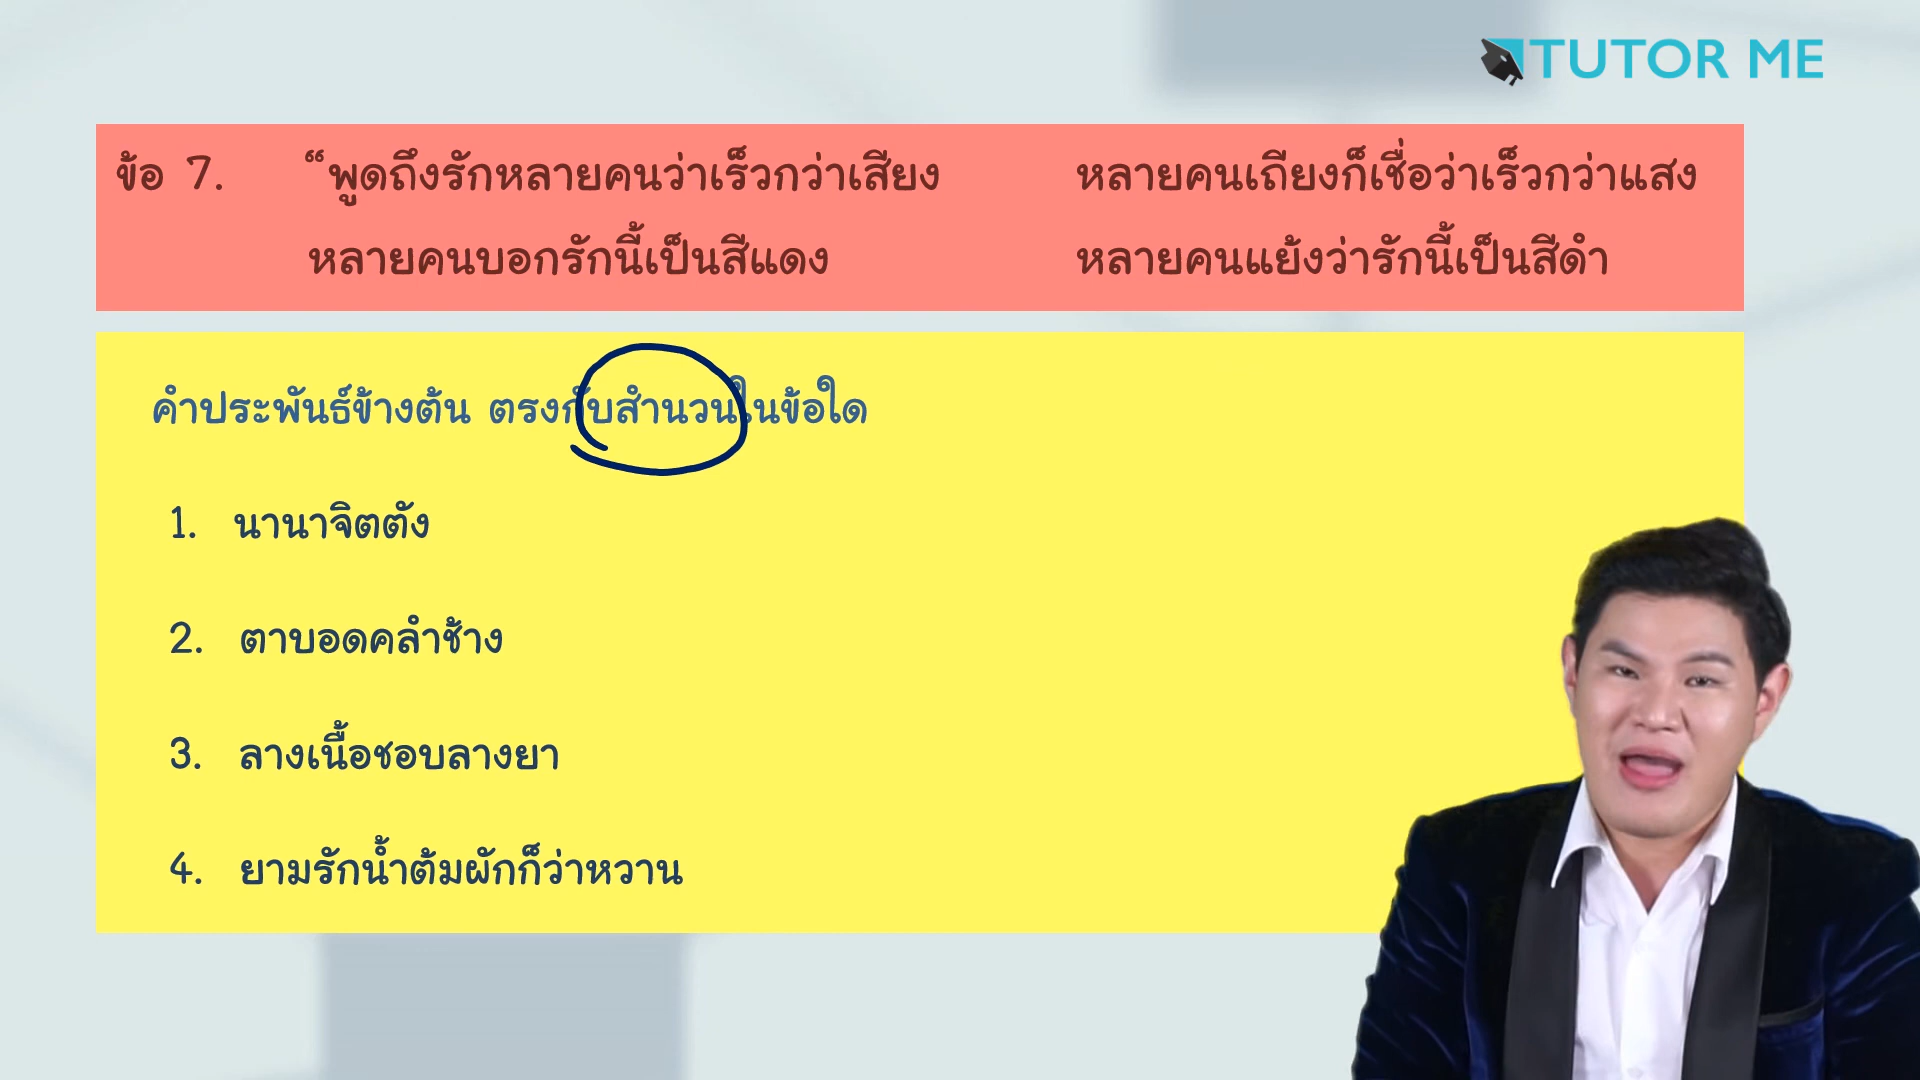 TUTOR ME
ข้อ 7. “พูดถึงรักหลายคนว่าเร็วกว่าเสียง หลายคนเถียงก็เชื่อว่าเร็วกว่าแสง
หลายคนบอกรักนี้เป็นสีแดง หลายคนแย้งว่ารักนี้เป็นสีดำ
คำประพันธ์ข้างต้น ตรงกับสำนวนในข้อใด
1. นานาจิตตัง
2. ตาบอดคลำช้าง
3. ลางเนื้อชอบลางยา
4. ยามรักน้ำต้มผักก็ว่าหวาน